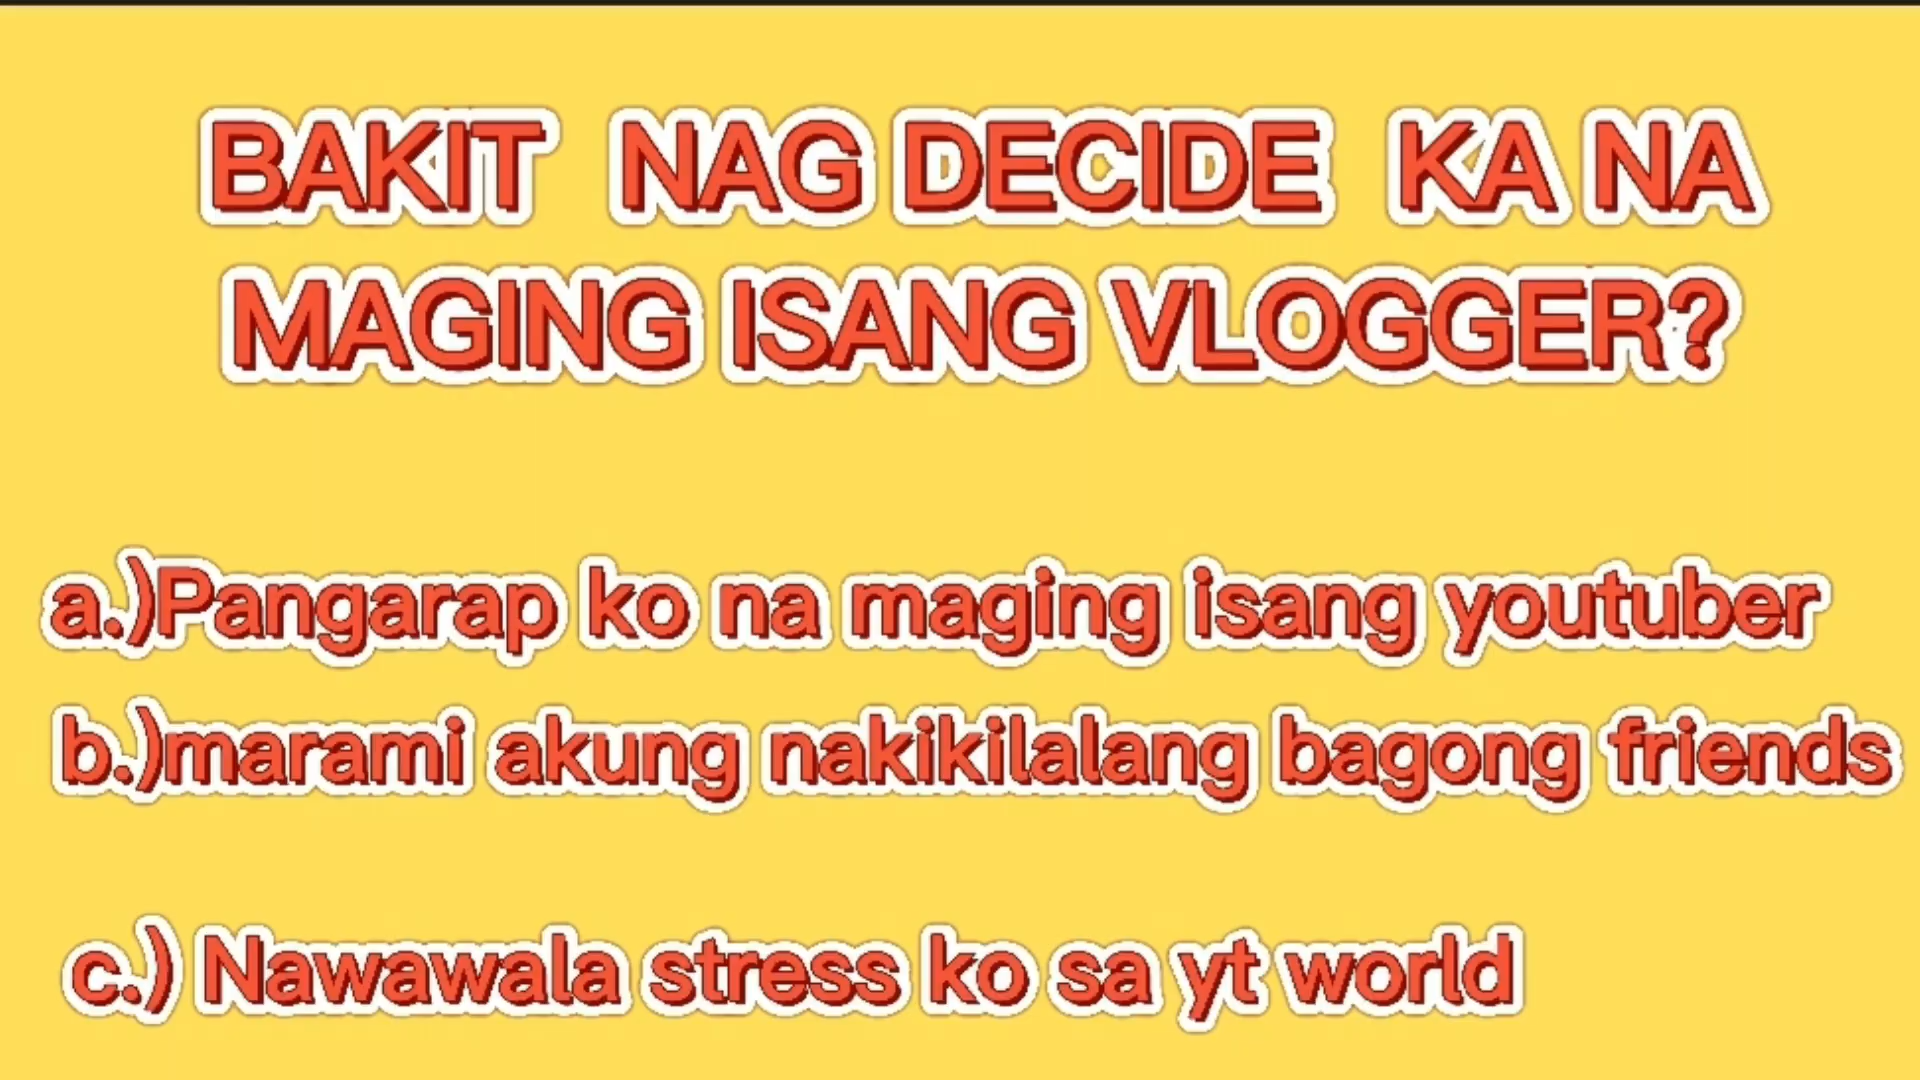 BAKIT NAG DECIDE KA NA
MAGING ISANG VLOGGER?
a.)Pangarap ko na maging isang youtuber
b.)marami akung nakikilalang bagong friends
c.) Nawawala stress ko sa yt world